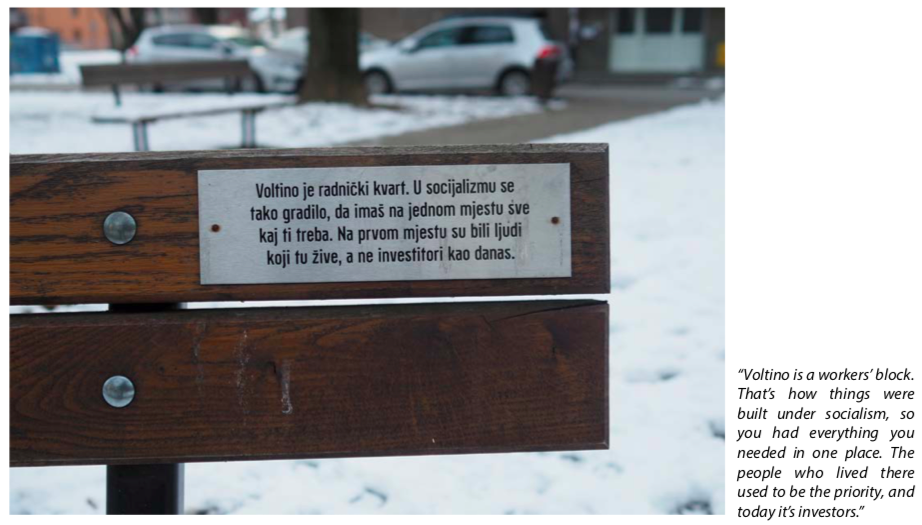 Voltino je radnički kvart. U socijalizmu se
tako gradilo, da imaš na jednom mjestu sve
kaj ti treba. Na prvom mjestu su bili ljudi
koji tu žive, a ne investitori kao danas.
“Voltino is a workers’ block.
That’s how things were
built under socialism, so
you had everything you
needed in one place. The
people who lived there
used to be the priority, and
today it’s investors.”